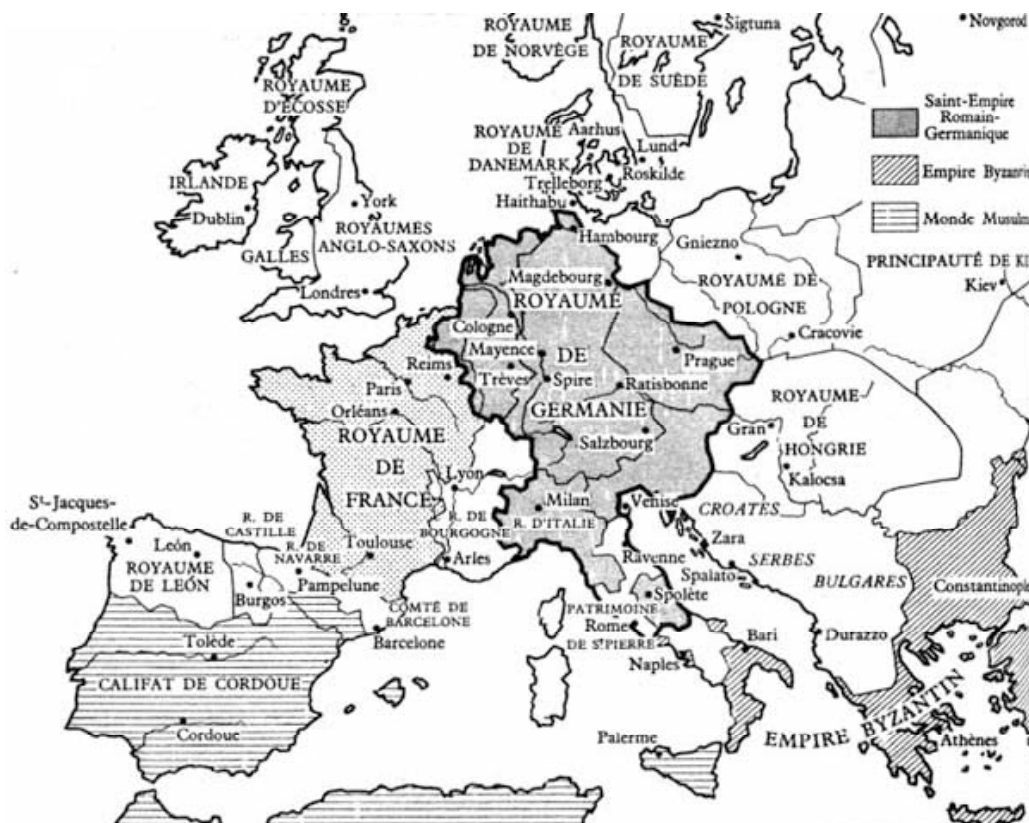 ROYAUME
DE NORVÈGE
ROYAUME
DE SUÈDE
Sigtuna
Novgorod
ROYAUME
D'ÉCOSSE
Saint-Empire
Romain-
Germanique
Empire Byzantin
Monde Musulm
ROYAUME
DE
DANEMARK
Aarhus
Lund
Roskilde
Trelleborg
Haithabu
IRLANDE
Dublin
York
ROYAUMES
ANGLO-SAXONS
GALLES
Londres
Hambourg
Gniezno
Magdebourg
ROYAUME DE
POLOGNE
PRINCIPAUTÉ DE KI
Kiev
Cracovie
ROYAUME
DE
GERMANIE
Cologne
Mayence
Trèves
Spire
Prague
Ratisbonne
Salzbourg
Reims
Paris
Orléans
ROYAUME
DE
FRANCE
Lyon
Toulouse
ROYAUME
DE
HONGRIE
Gran
Kalocsa
Milan
R. D'ITALIE
Venise
R. DE
BOURGOGNE
Arles
CROATES
Zara
SERBES
Spalato
BULGARES
Constantinople
Ravenne
Spolète
PATRIMOINE
Rome
DE St PIERRE
Naples
Bari
Durazzo
St-Jacques-
de-Compostelle
R. DE
CASTILLE
R. DE
NAVARRE
León
ROYAUME
DE LEÓN
Burgos
Pampelune
COMTÉ DE
BARCELONE
Barcelone
Tolède
CALIFAT DE CORDOUE
Cordoue
Palerme
EMPIRE BYZANTIN
Athènes